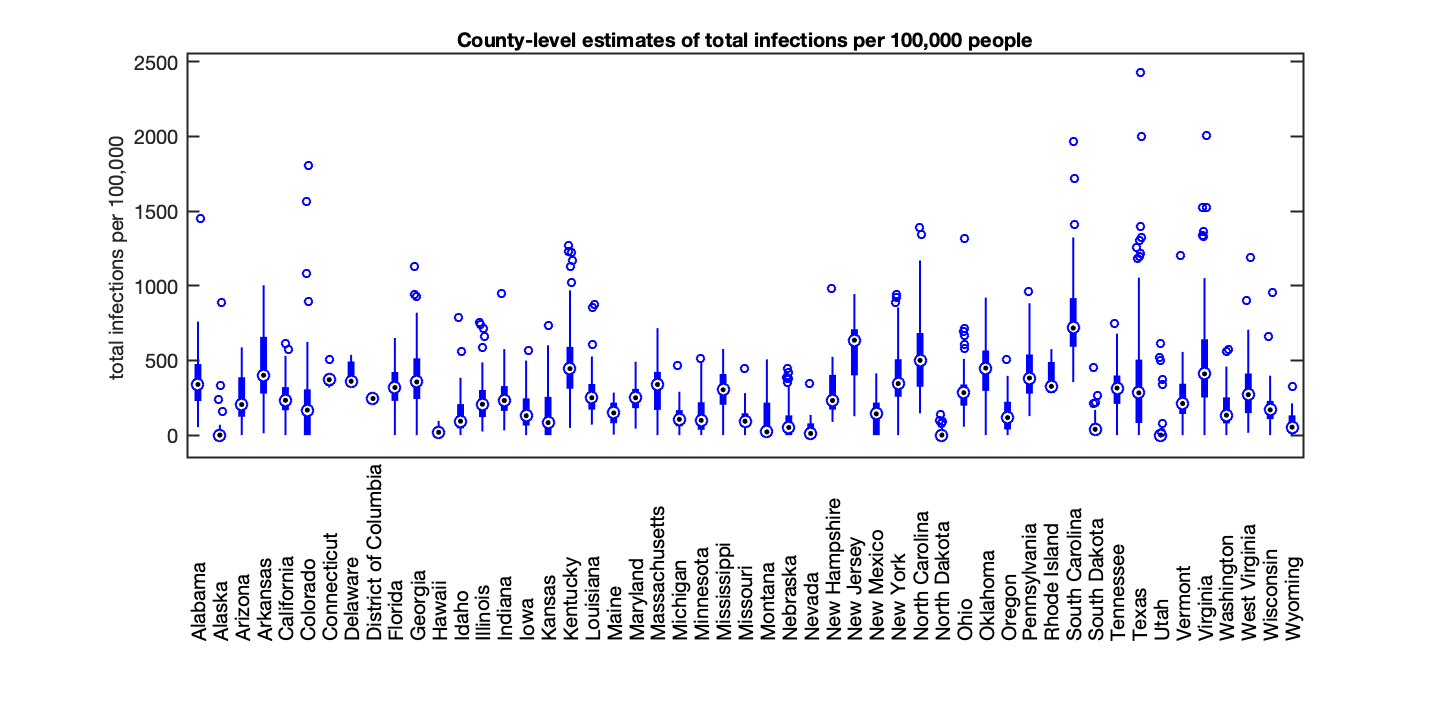 County-level estimates of total infections per 100,000 people
total infections per 100,000
2500
2000
1500
1000
500
0
Alabama
Alaska
Arizona
Arkansas
California
Colorado
Connecticut
Delaware
District of Columbia
Florida
Georgia
Hawaii
Idaho
Illinois
Indiana
Iowa
Kansas
Kentucky
Louisiana
Maine
Maryland
Massachusetts
Michigan
Minnesota
Mississippi
Missouri
Montana
Nebraska
Nevada
New Hampshire
New Jersey
New Mexico
New York
North Carolina
North Dakota
Ohio
Oklahoma
Oregon
Pennsylvania
Rhode Island
South Carolina
South Dakota
Tennessee
Texas
Utah
Vermont
Virginia
Washington
West Virginia
Wisconsin
Wyoming